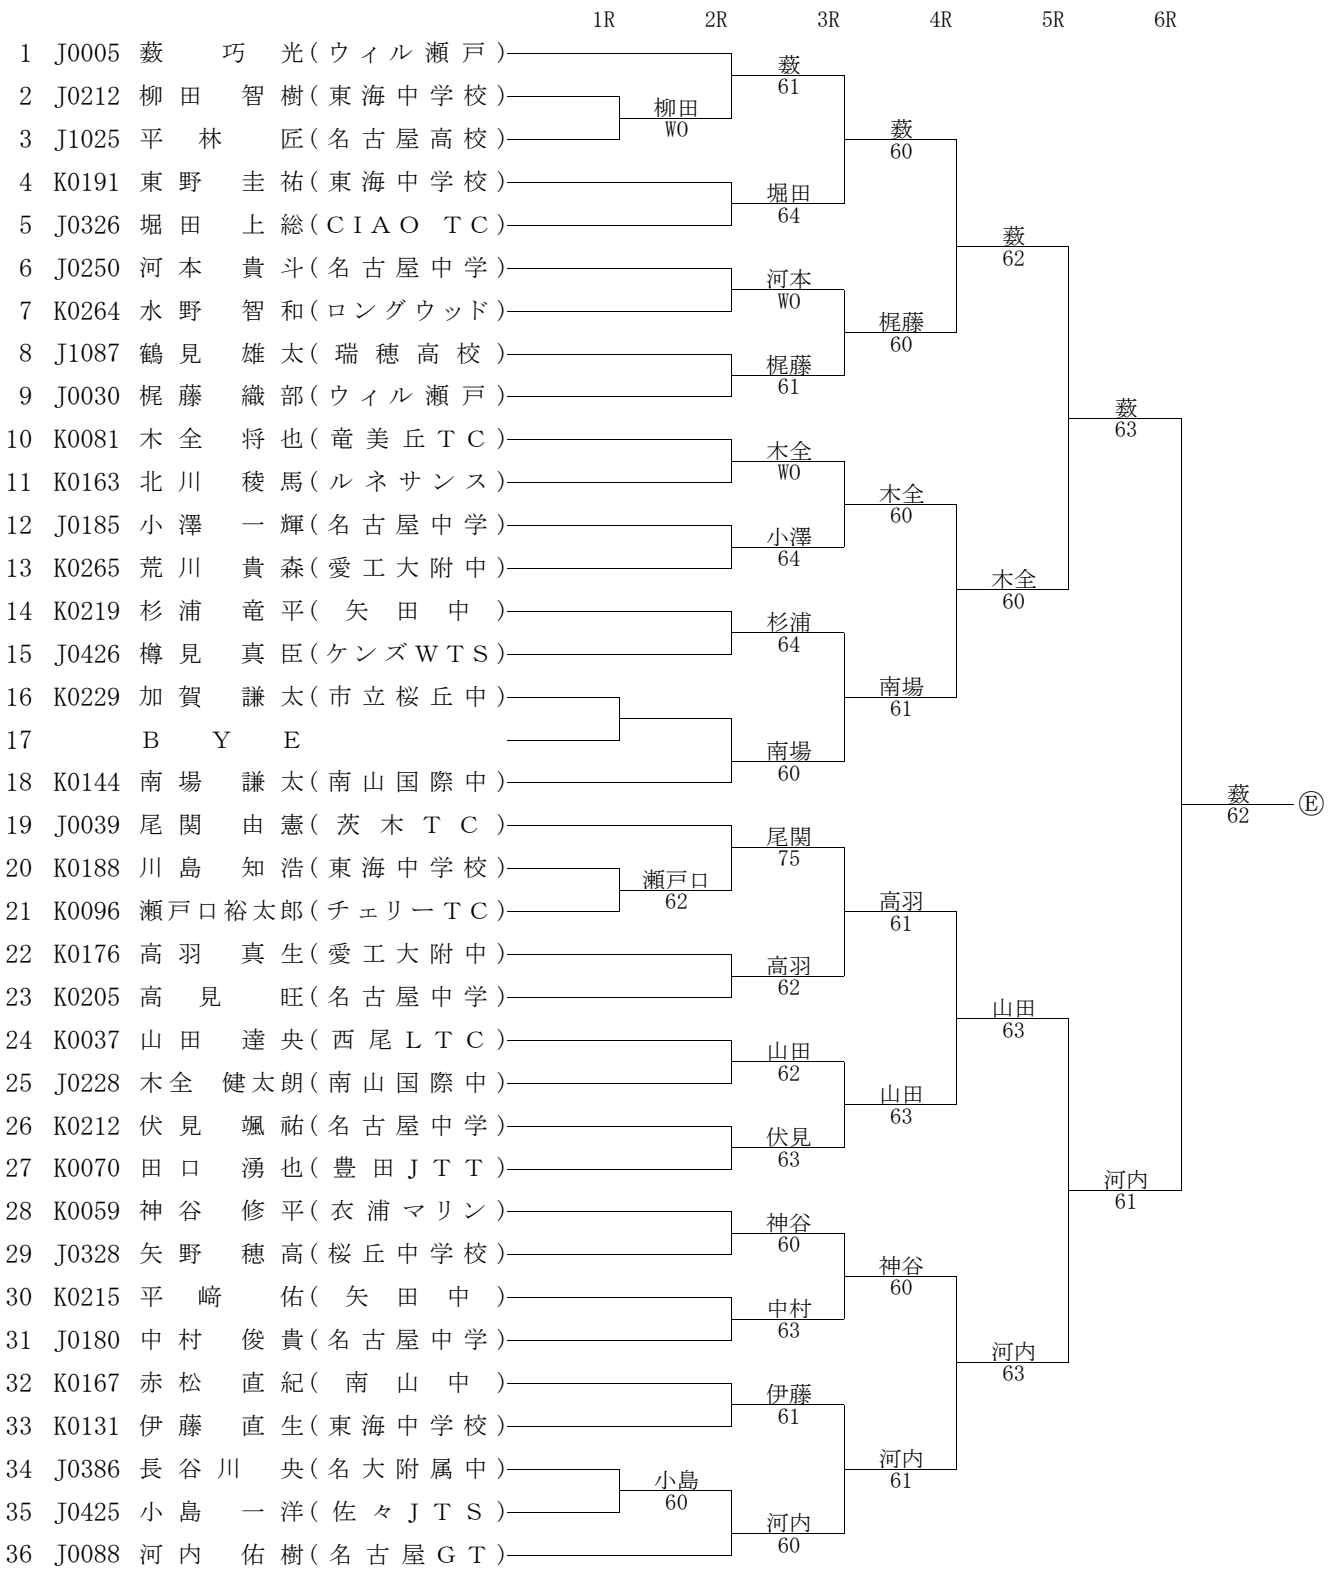 1R 2R 3R 4R 5R 6R
1 J0005 薮 巧 光(ウィル瀬戸)
2 J0212 柳田 智樹(東海中学校)
3 J1025 平林 匠(名古屋高校)
4 K0191 東野 圭祐(東海中学校)
5 J0326 堀田 上総(CIAO TC)
6 J0250 河本 貴斗(名古屋中学)
7 K0264 水野 智和(ロングウッド)
8 J1087 鶴見 雄太(瑞穂高校)
9 J0030 梶藤 織部(ウィル瀬戸)
10 K0081 木全 将也(竜美丘TC)
11 K0163 北川 稜馬(ルネサンス)
12 J0185 小澤 一輝(名古屋中学)
13 K0265 荒川 貴森(愛工大附中)
14 K0219 杉浦 竜平(矢田中)
15 J0426 樽見 真臣(ケンズWTS)
16 K0229 加賀 謙太(市立桜丘中)
17 BYE
18 K0144 南場 謙太(南山国際中)
19 J0039 尾関 由憲(茨木TC)
20 K0188 川島 知浩(東海中学校)
21 K0096 瀬戸口裕太郎(チェリーTC)
22 K0176 高羽 真生(愛工大附中)
23 K0205 高見 旺(名古屋中学)
24 K0037 山田 達央(西尾LTC)
25 J0228 木全 健太朗(南山国際中)
26 K0212 伏見 颯祐(名古屋中学)
27 K0070 田口 湧也(豊田JTT)
28 K0059 神谷 修平(衣浦マリン)
29 J0328 矢野 穂高(桜丘中学校)
30 K0215 平﨑 佑(矢田中)
31 J0180 中村 俊貴(名古屋中学)
32 K0167 赤松 直紀(南山中)
33 K0131 伊藤 直生(東海中学校)
34 J0386 長谷川 央(名大附属中)
35 J0425 小島 一洋(佐々JTS)
36 J0088 河内 佑樹(名古屋GT)
柳田
WO
瀬戸口
62
小島
60
薮
61
堀田
64
河本
WO
梶藤
61
木全
WO
小澤
64
杉浦
64
南場
60
尾関
75
高羽
62
山田
62
伏見
63
神谷
60
中村
63
伊藤
61
河内
60
薮
60
梶藤
60
木全
60
南場
61
高羽
61
山田
63
神谷
60
河内
61
薮
62
木全
60
山田
63
河内
63
薮
63
河内
61
薮
62
Ⓔ